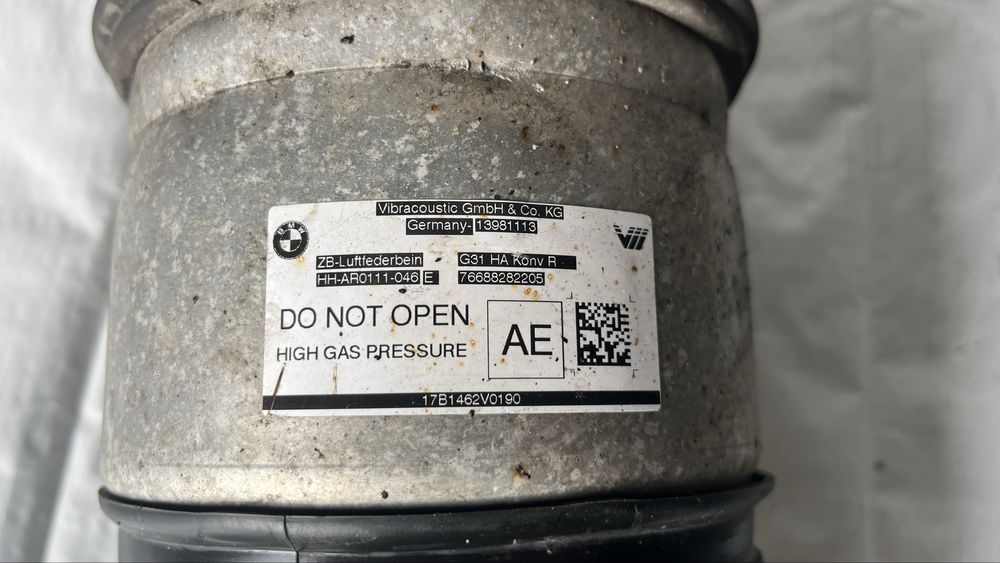 Vibracoustic GmbH & Co. KG
Germany- 13981113
BMW
ZB-Luftfederbein G31 HA Konv R
HH-AR0111-046 E 76688282205
DO NOT OPEN
HIGH GAS PRESSURE
AE
17B1462V0190